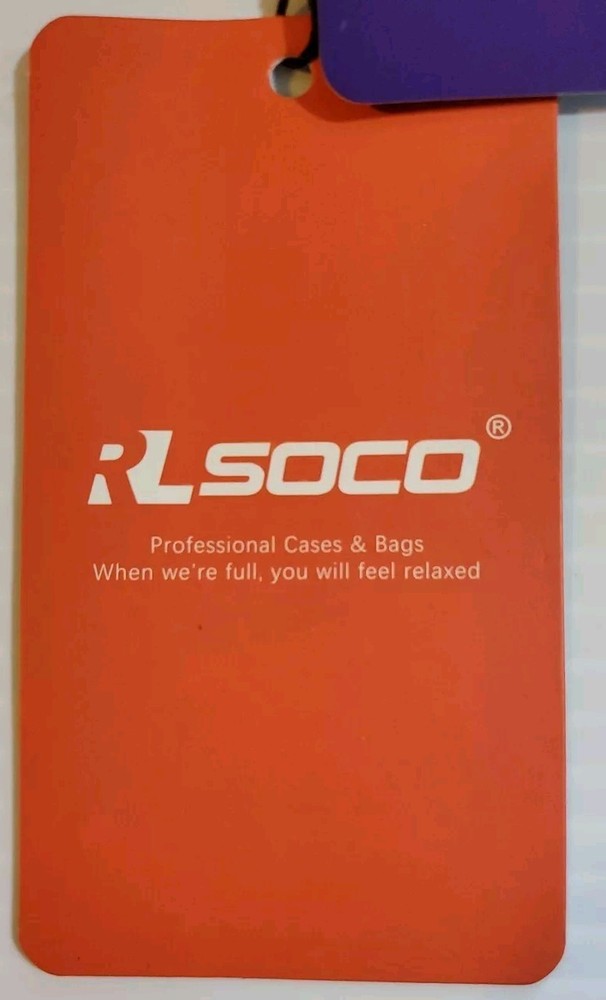 RLSOCO®
Professional Cases & Bags
When we're full, you will feel relaxed